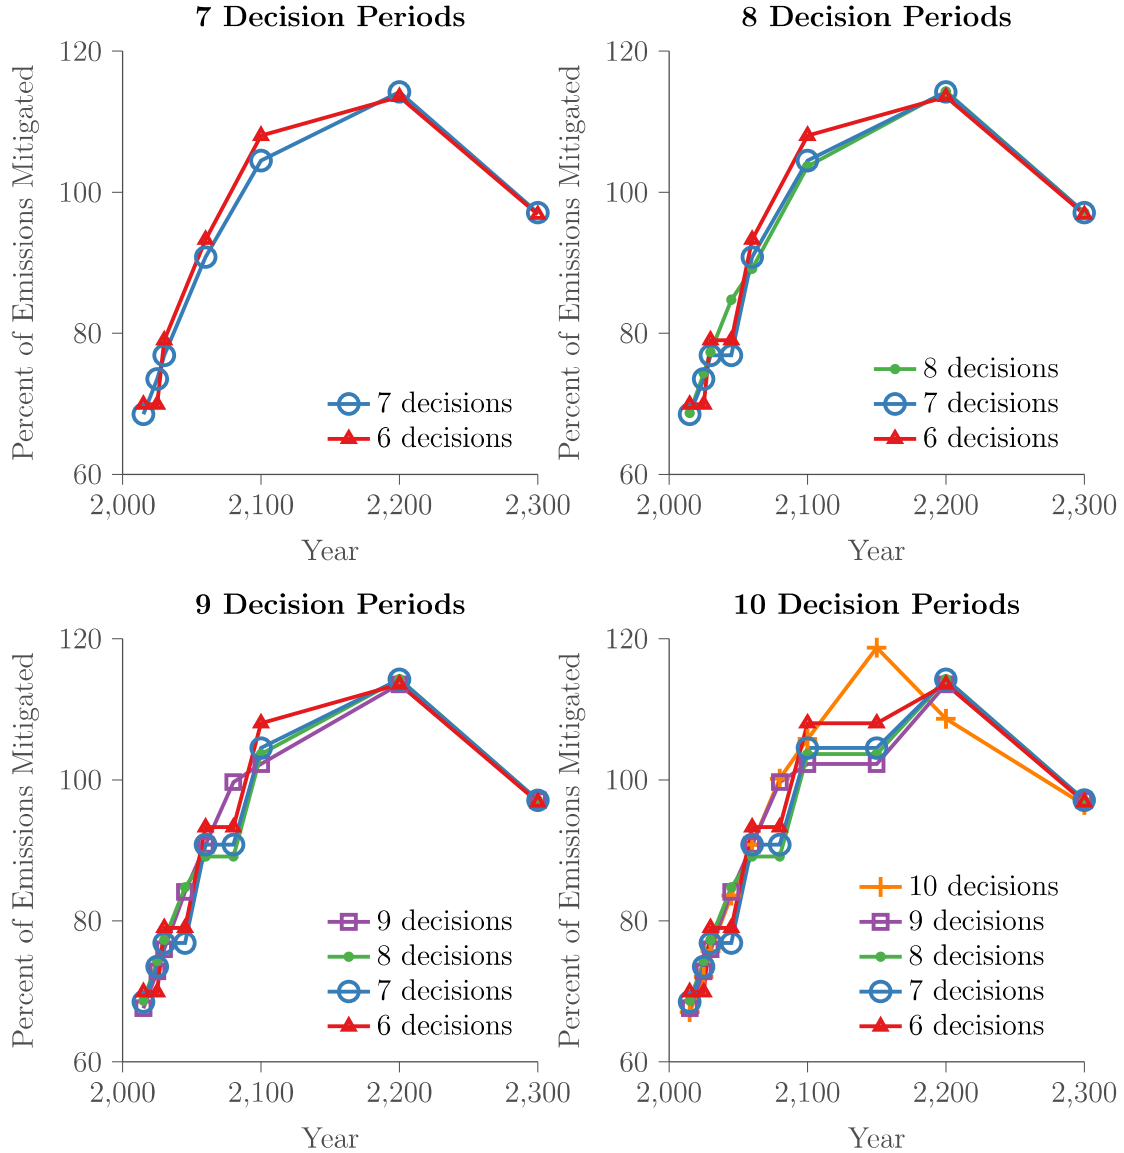 7 Decision Periods
Percent of Emissions Mitigated
120
100
80
60
7 decisions
6 decisions
2,000 2,100 2,200 2,300
Year
8 Decision Periods
Percent of Emissions Mitigated
120
100
80
60
8 decisions
7 decisions
6 decisions
2,000 2,100 2,200 2,300
Year
9 Decision Periods
Percent of Emissions Mitigated
120
100
80
60
9 decisions
8 decisions
7 decisions
6 decisions
2,000 2,100 2,200 2,300
Year
10 Decision Periods
Percent of Emissions Mitigated
120
100
80
60
10 decisions
9 decisions
8 decisions
7 decisions
6 decisions
2,000 2,100 2,200 2,300
Year